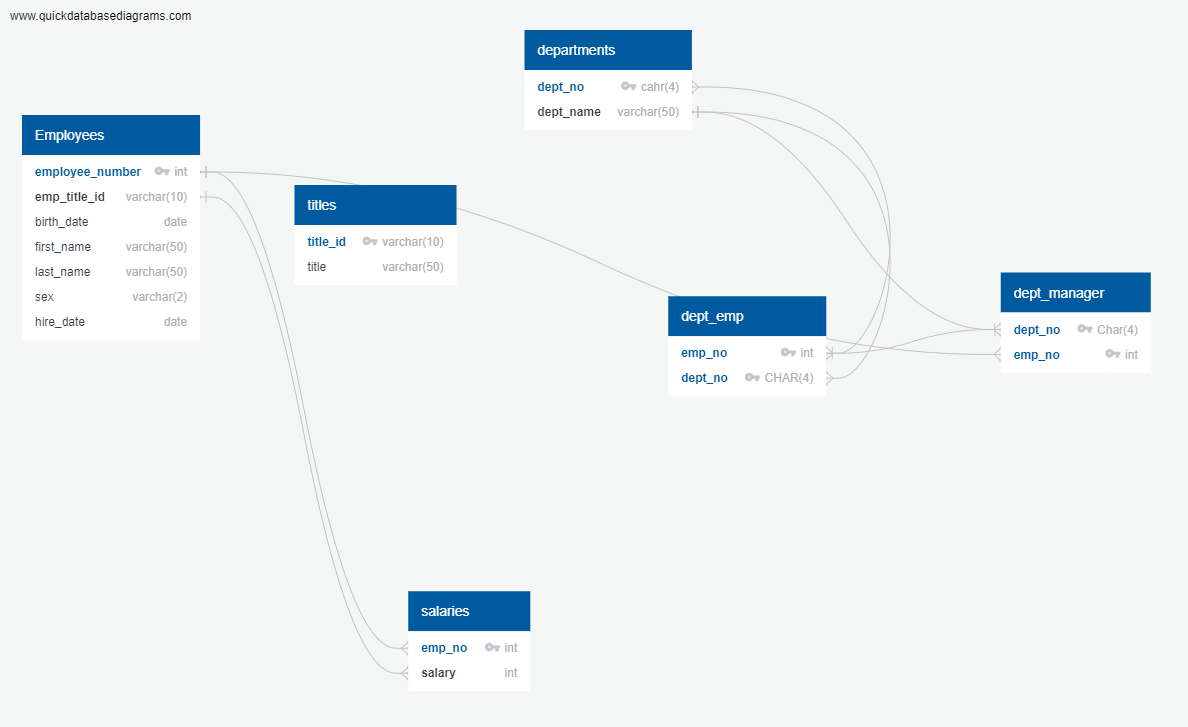 www.quickdatabasediagrams.com
departments
dept_no cahr(4)
dept_name varchar(50)
Employees
employee_number int
emp_title_id varchar(10)
birth_date date
first_name varchar(50)
last_name varchar(50)
sex varchar(2)
hire_date date
titles
title_id varchar(10)
title varchar(50)
dept_emp
emp_no int
dept_no CHAR(4)
dept_manager
dept_no Char(4)
emp_no int
salaries
emp_no int
salary int